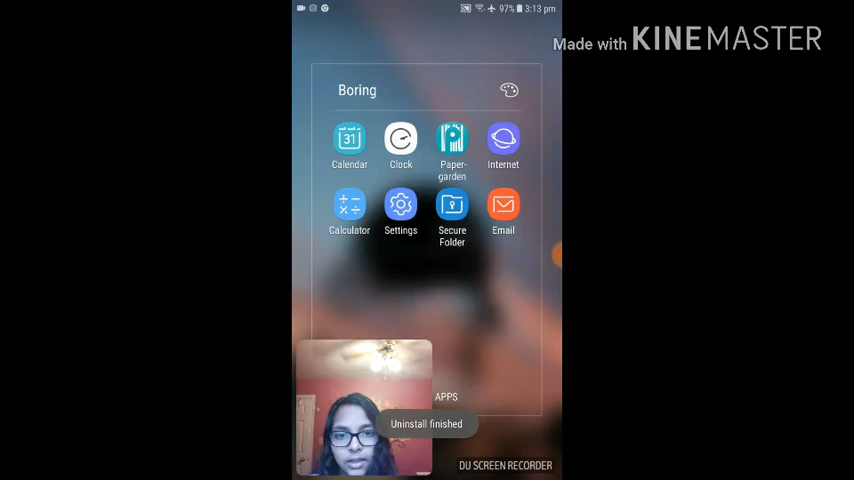 97% 3:13 pm
Made with KINEMASTER
Boring
31
Calendar
Clock
Paper-
garden
Internet
Calculator
Settings
Secure
Folder
Email
APPS
Uninstall finished
DU SCREEN RECORDER